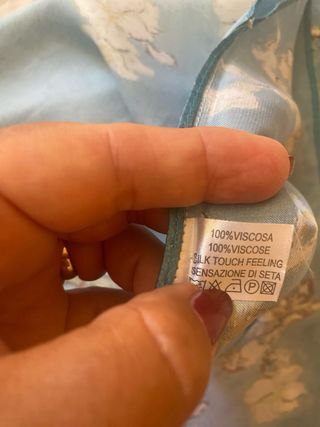 100%VISCOSA
100%VISCOSE
SILK TOUCH FEELING
SENSAZIONE DI SETA
P